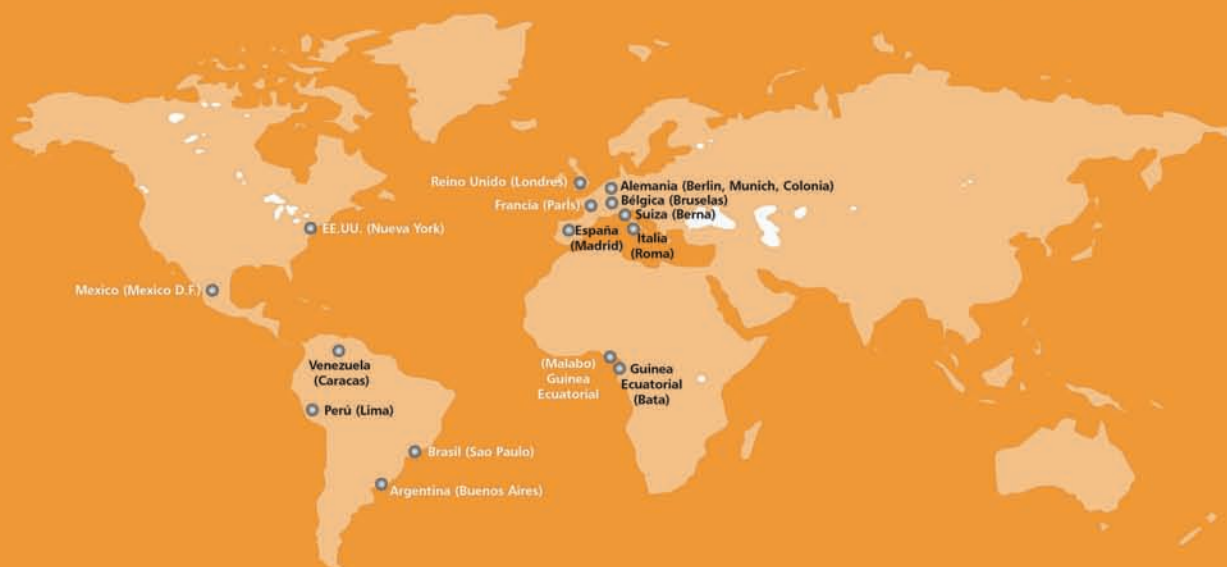 Reino Unido (Londres)
Alemania (Berlin, Munich, Colonia)
Bélgica (Bruselas)
Francia (París)
Suiza (Berna)
EE.UU. (Nueva York)
España
(Madrid)
Italia
(Roma)
Mexico (Mexico D.F.)
Venezuela
(Caracas)
(Malabo)
Guinea
Ecuatorial
Guinea
Ecuatorial
(Bata)
Perú (Lima)
Brasil (Sao Paulo)
Argentina (Buenos Aires)